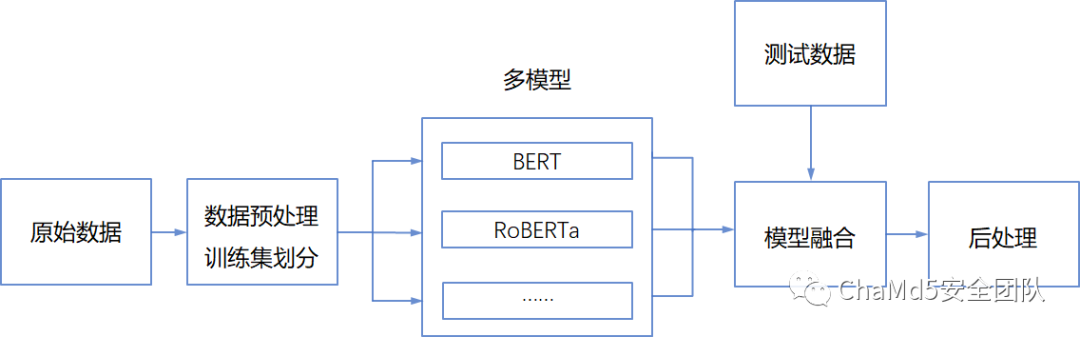 原始数据
数据预处理
训练集划分
多模型
BERT
RoBERTa
......
测试数据
模型融合
后处理
ChaMd5安全团队